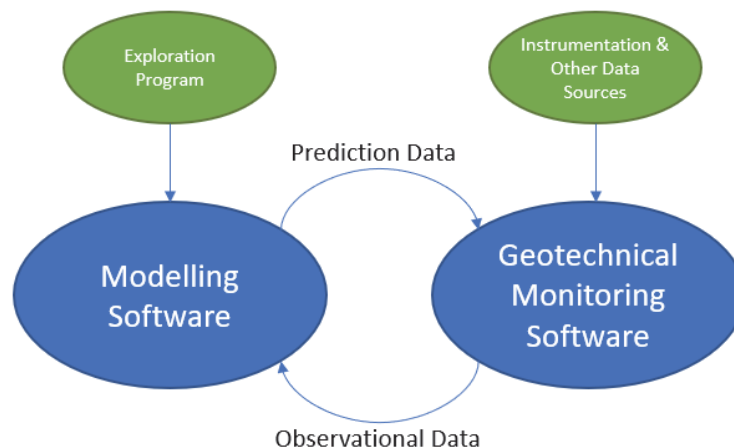 Exploration
Program
Instrumentation &
Other Data
Sources
Prediction Data
Modelling
Software
Geotechnical
Monitoring
Software
Observational Data